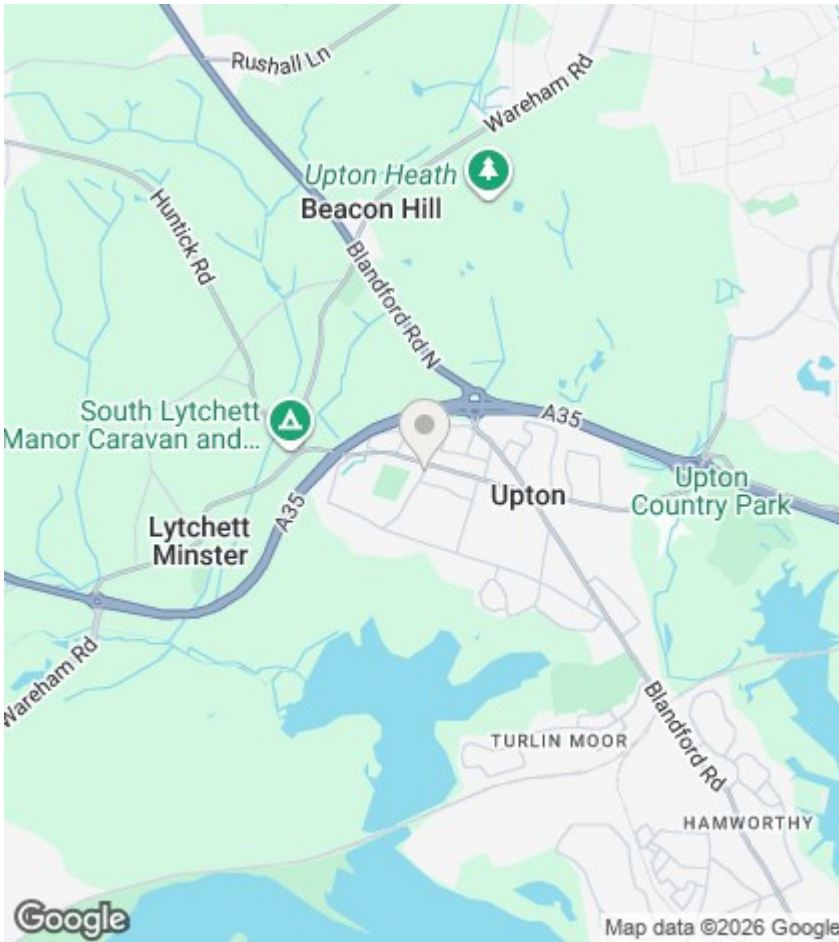 Rushall Ln
Wareham Rd
Upton Heath
Beacon Hill
Huntick Rd
Blandford Rd N
South Lytchett
Manor Caravan and...
A35
Upton
Country Park
Upton
Lytchett
Minster
A35
Wareham Rd
Blandford Rd
TURLIN MOOR
HAMWORTHY
Google
Map data ©2026 Google